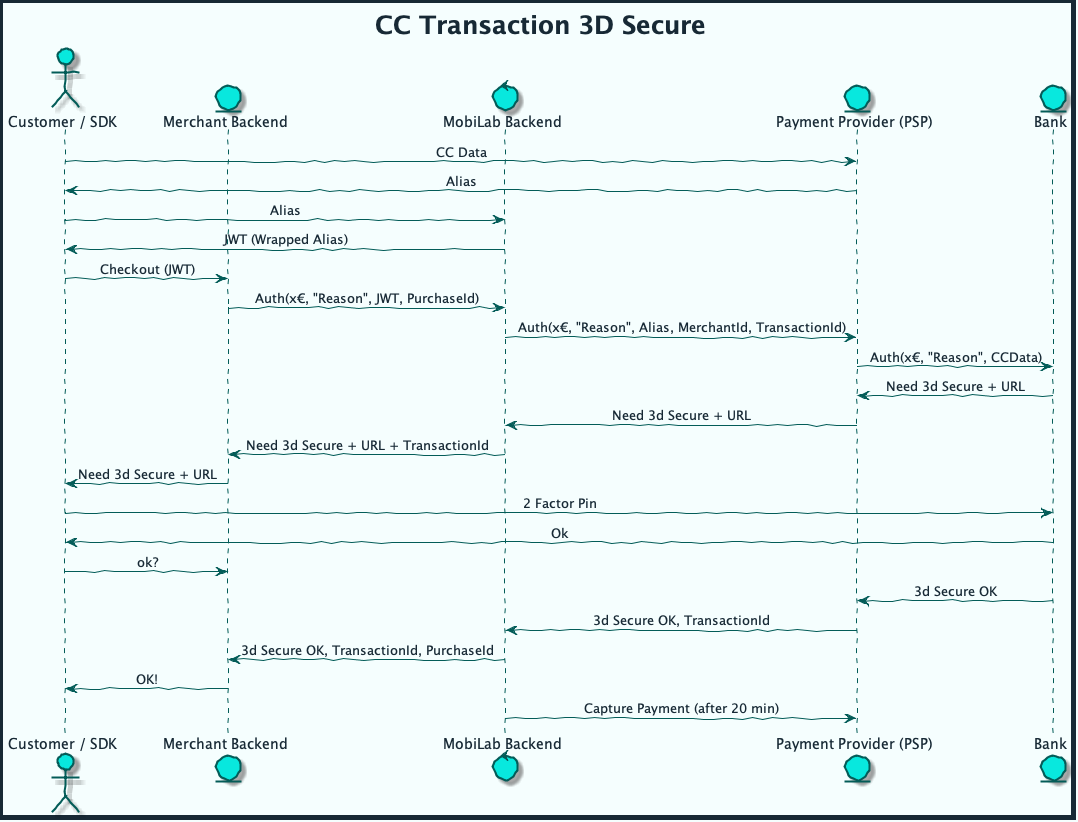 CC Transaction 3D Secure
Customer / SDK
Merchant Backend
MobiLab Backend
Payment Provider (PSP)
Bank
CC Data
Alias
Alias
JWT (Wrapped Alias)
Checkout (JWT)
Auth(x€, "Reason", JWT, PurchaseId)
Auth(x€, "Reason", Alias, MerchantId, TransactionId)
Auth(x€, "Reason", CCData)
Need 3d Secure + URL
Need 3d Secure + URL
Need 3d Secure + URL + TransactionId
Need 3d Secure + URL
2 Factor Pin
Ok
ok?
3d Secure OK
3d Secure OK, TransactionId
3d Secure OK, TransactionId, PurchaseId
OK!
Capture Payment (after 20 min)
Customer / SDK
Merchant Backend
MobiLab Backend
Payment Provider (PSP)
Bank